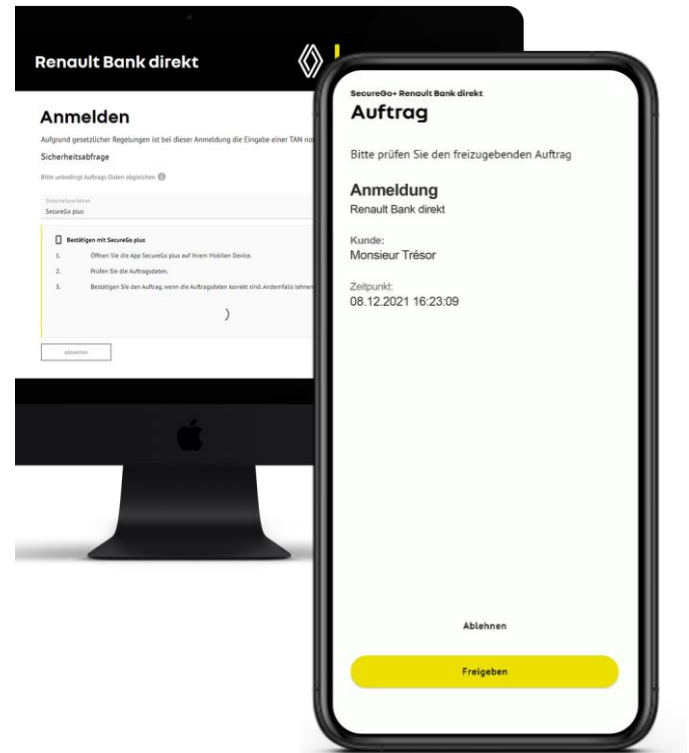 Renault Bank direkt
Anmelden
Aufgrund gesetzlicher Regelungen ist bei dieser Anmeldung die Eingabe einer TAN
Sicherheitsabfrage
Bitte unbedingt Auftrags-Daten abgleichen
Sicherheitsverfahren
SecureGo plus
Bestätigen mit SecureGo plus
1. Öffnen Sie die App SecureGo plus auf Ihrem Mobilen Device.
2. Prüfen Sie die Auftragsdaten.
3. Bestätigen Sie den Auftrag, wenn die Auftragsdaten korrekt sind. Andernfalls lehnen
Abbrechen
SecureGo+ Renault Bank direkt
Auftrag
Bitte prüfen Sie den freizugebenden Auftrag
Anmeldung
Renault Bank direkt
Kunde:
Monsieur Trésor
Zeitpunkt:
08.12.2021 16:23:09
Ablehnen
Freigeben